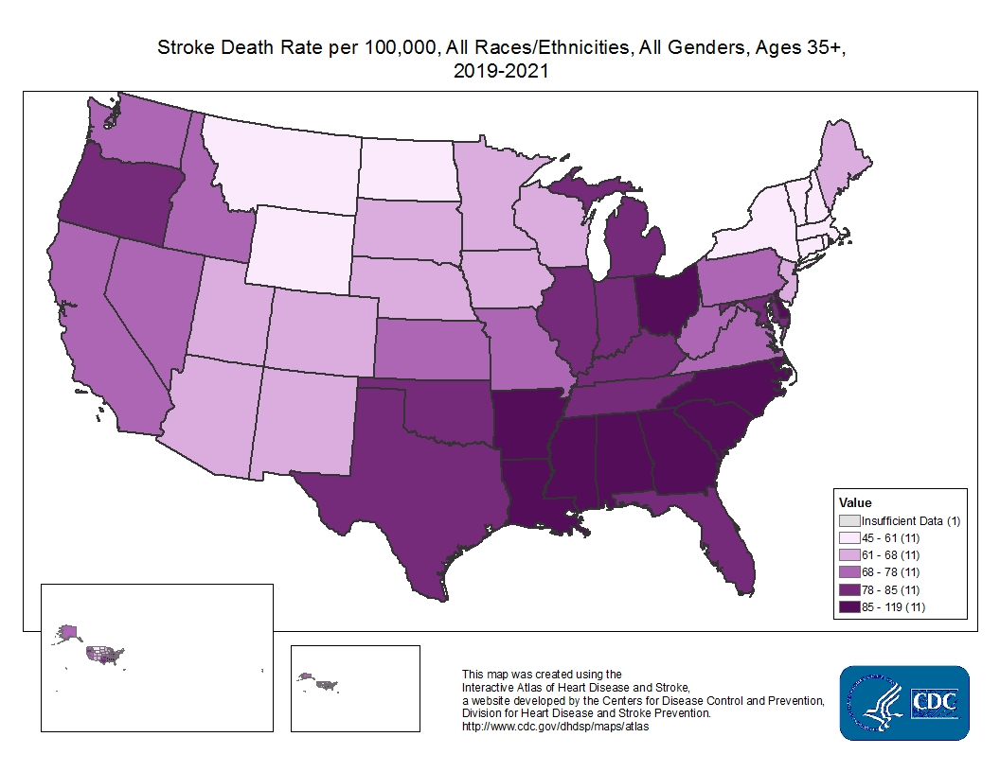 Stroke Death Rate per 100,000, All Races/Ethnicities, All Genders, Ages 35+,
2019-2021
Value
Insufficient Data (1)
45 - 61 (11)
61 - 68 (11)
68 - 78 (11)
78 - 85 (11)
85 - 119 (11)
This map was created using the
Interactive Atlas of Heart Disease and Stroke,
a website developed by the Centers for Disease Control and Prevention,
Division for Heart Disease and Stroke Prevention.
http://www.cdc.gov/dhdsp/maps/atlas
CDC